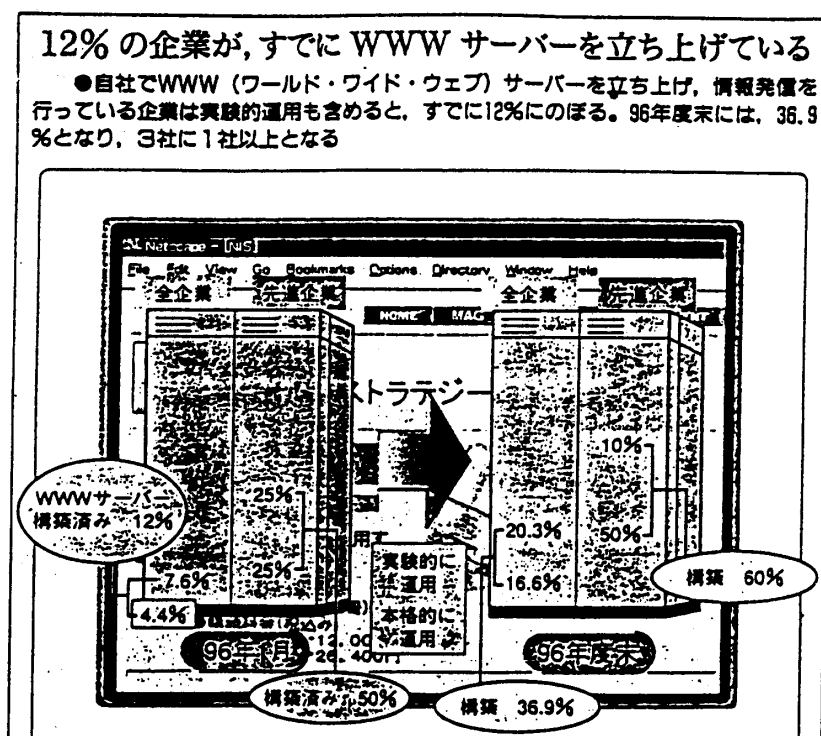 12% の企業が,すでに WWW サーバーを立ち上げている
●自社でWWW(ワールド・ワイド・ウェブ)サーバーを立ち上げ,情報発信を
行っている企業は実験的運用も含めると,すでに12%にのぼる。96年度末には,36.9
%となり,3社に1社以上となる
Netscape - [NIS]
File Edit View Go Bookmarks Options Directory Window Help
全企業 先進企業 全企業 先進企業
HOME MAG
ストラテジー
10%
WWWサーバー
構築済み 12%
25%
20.3% 50%
25%
実験的に
運用
7.6% 16.6% 構築 60%
4.4%
本格的に
運用
96年1月 12.00 96年度末
26.400円
構築済み 50% 構築 36.9%